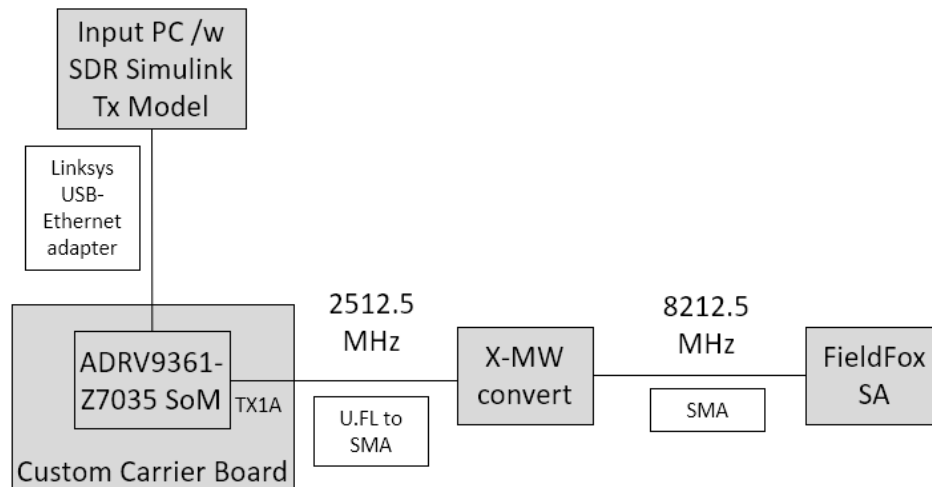 Input PC /w
SDR Simulink
Tx Model
Linksys
USB-
Ethernet
adapter
2512.5
MHz
8212.5
MHz
ADRV9361-
Z7035 SoM
TX1A
X-MW
convert
FieldFox
SA
U.FL to
SMA
SMA
Custom Carrier Board